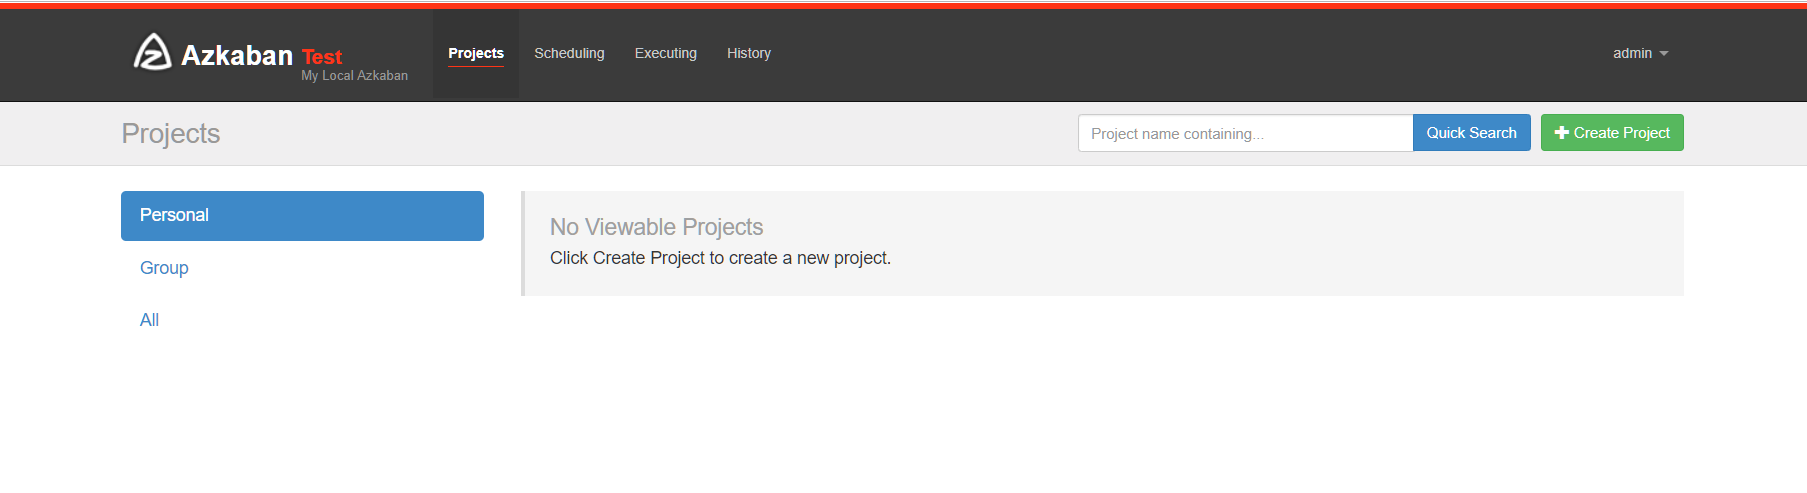 Azkaban Test
My Local Azkaban
Projects Scheduling Executing History
admin
Projects
Project name containing...
Quick Search
Create Project
Personal
Group
All
No Viewable Projects
Click Create Project to create a new project.